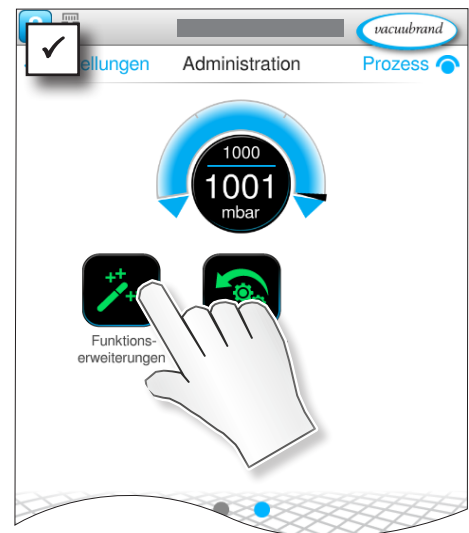 vacuubrand
ellungen Administration Prozess
1000
1001
mbar
Funktions-
erweiterungen